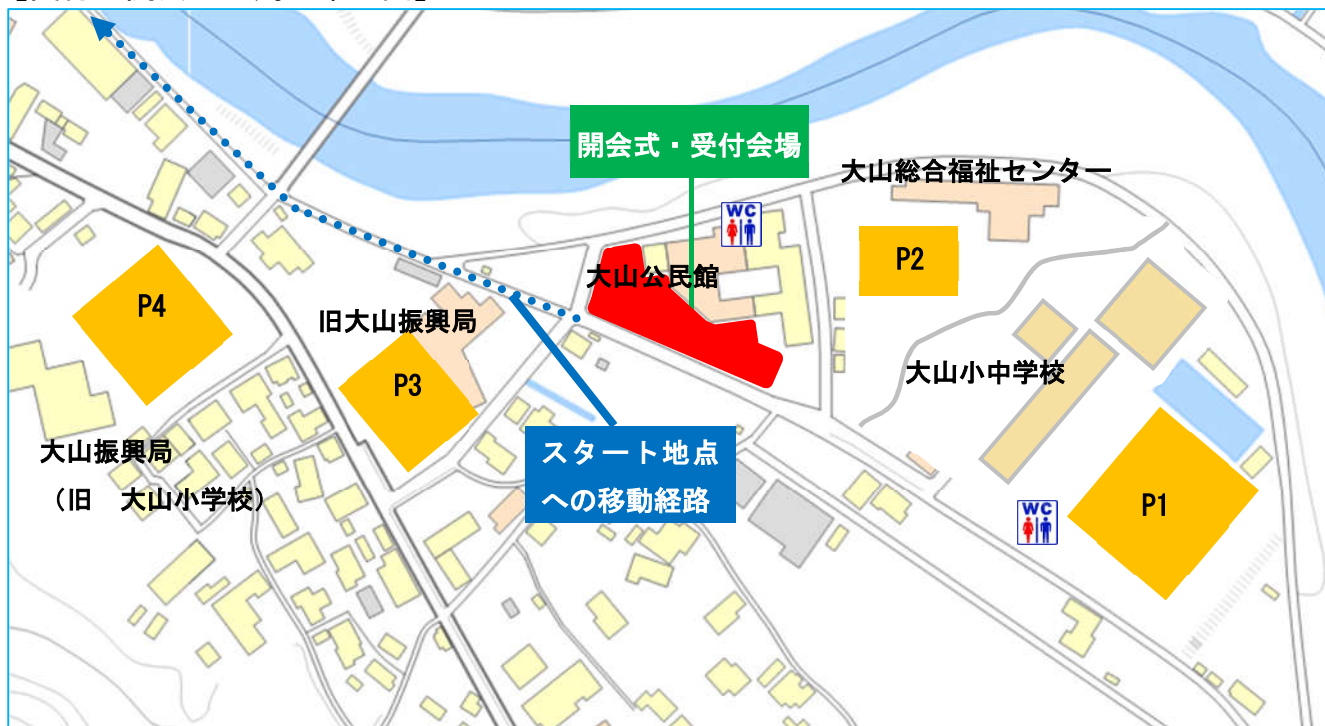 開会式・受付会場
大山総合福祉センター
WC
P2
大山公民館
P4
旧大山振興局
P3
大山小中学校
大山振興局
（旅　大山小学校）
スタート地点
への移動経路
WC
P1